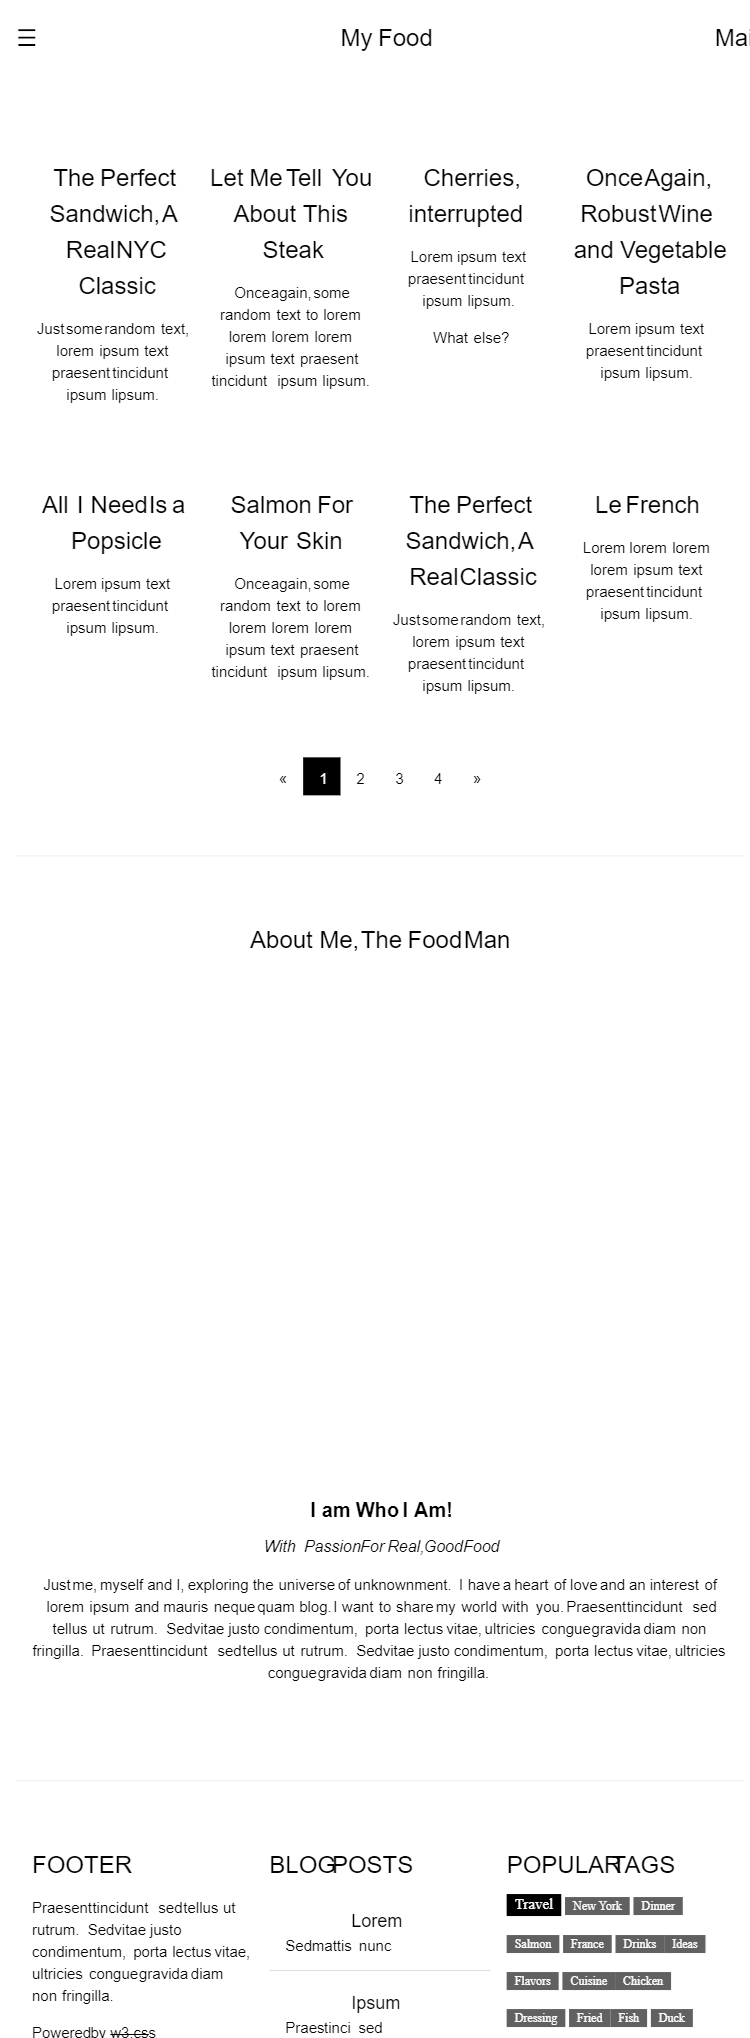 ☰ My Food Mai
The Perfect
Sandwich, A
Real NYC
Classic
Just some random text,
lorem ipsum text
praesent tincidunt
ipsum lipsum.
Let Me Tell You
About This
Steak
Once again, some
random text to lorem
lorem lorem lorem
ipsum text praesent
tincidunt ipsum lipsum.
Cherries,
interrupted
Lorem ipsum text
praesent tincidunt
ipsum lipsum.
What else?
Once Again,
Robust Wine
and Vegetable
Pasta
Lorem ipsum text
praesent tincidunt
ipsum lipsum.
All I Need Is a
Popsicle
Lorem ipsum text
praesent tincidunt
ipsum lipsum.
Salmon For
Your Skin
Once again, some
random text to lorem
lorem lorem lorem
ipsum text praesent
tincidunt ipsum lipsum.
The Perfect
Sandwich, A
Real Classic
Just some random text,
lorem ipsum text
praesent tincidunt
ipsum lipsum.
Le French
Lorem lorem lorem
lorem ipsum text
praesent tincidunt
ipsum lipsum.
« 1 2 3 4 »
About Me, The Food Man
I am Who I Am!
With Passion For Real, Good Food
Just me, myself and I, exploring the universe of unknownment. I have a heart of love and an interest of
lorem ipsum and mauris neque quam blog. I want to share my world with you. Praesent tincidunt sed
tellus ut rutrum. Sed vitae justo condimentum, porta lectus vitae, ultricies congue gravida diam non
fringilla. Praesent tincidunt sed tellus ut rutrum. Sed vitae justo condimentum, porta lectus vitae, ultricies
congue gravida diam non fringilla.
FOOTER
Praesent tincidunt sed tellus ut
rutrum. Sed vitae justo
condimentum, porta lectus vitae,
ultricies congue gravida diam
non fringilla.
Powered by w3.css
BLOG POSTS
Lorem
Sed mattis nunc
Ipsum
Praes tinci sed
POPULAR TAGS
Travel New York Dinner
Salmon France Drinks Ideas
Flavors Cuisine Chicken
Dressing Fried Fish Duck